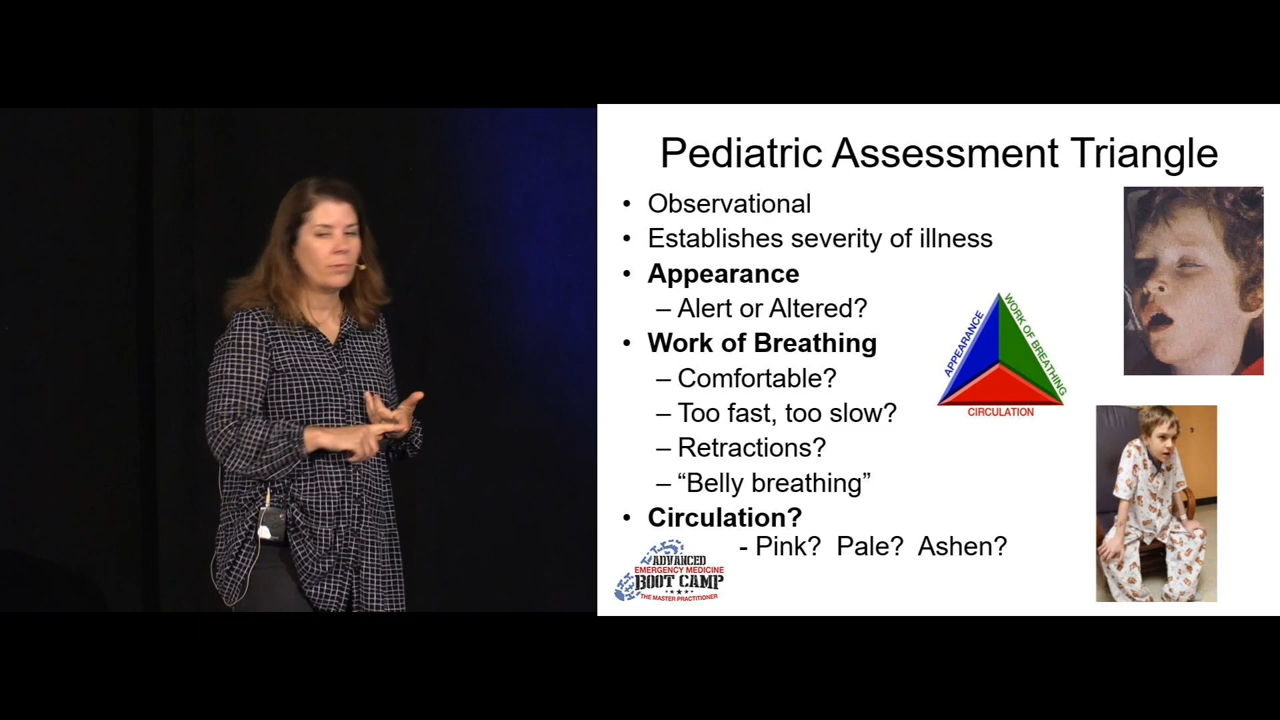 Pediatric Assessment Triangle
• Observational
• Establishes severity of illness
• Appearance
– Alert or Altered?
• Work of Breathing
– Comfortable?
– Too fast, too slow?
– Retractions?
– “Belly breathing”
• Circulation?
- Pink? Pale? Ashen?
APPEARANCE
WORK OF BREATHING
CIRCULATION
ADVANCED
EMERGENCY MEDICINE
BOOT CAMP
THE MASTER PRACTITIONER